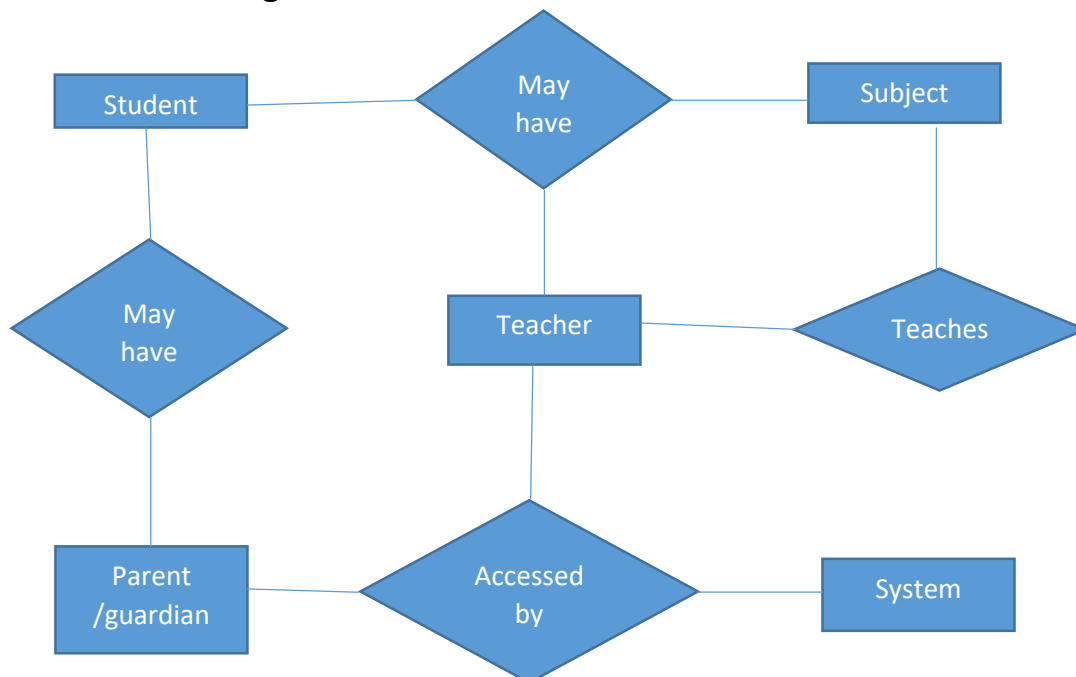 May
have
Student
Subject
May
have
Teacher
Teaches
Parent
/guardian
Accessed
by
System